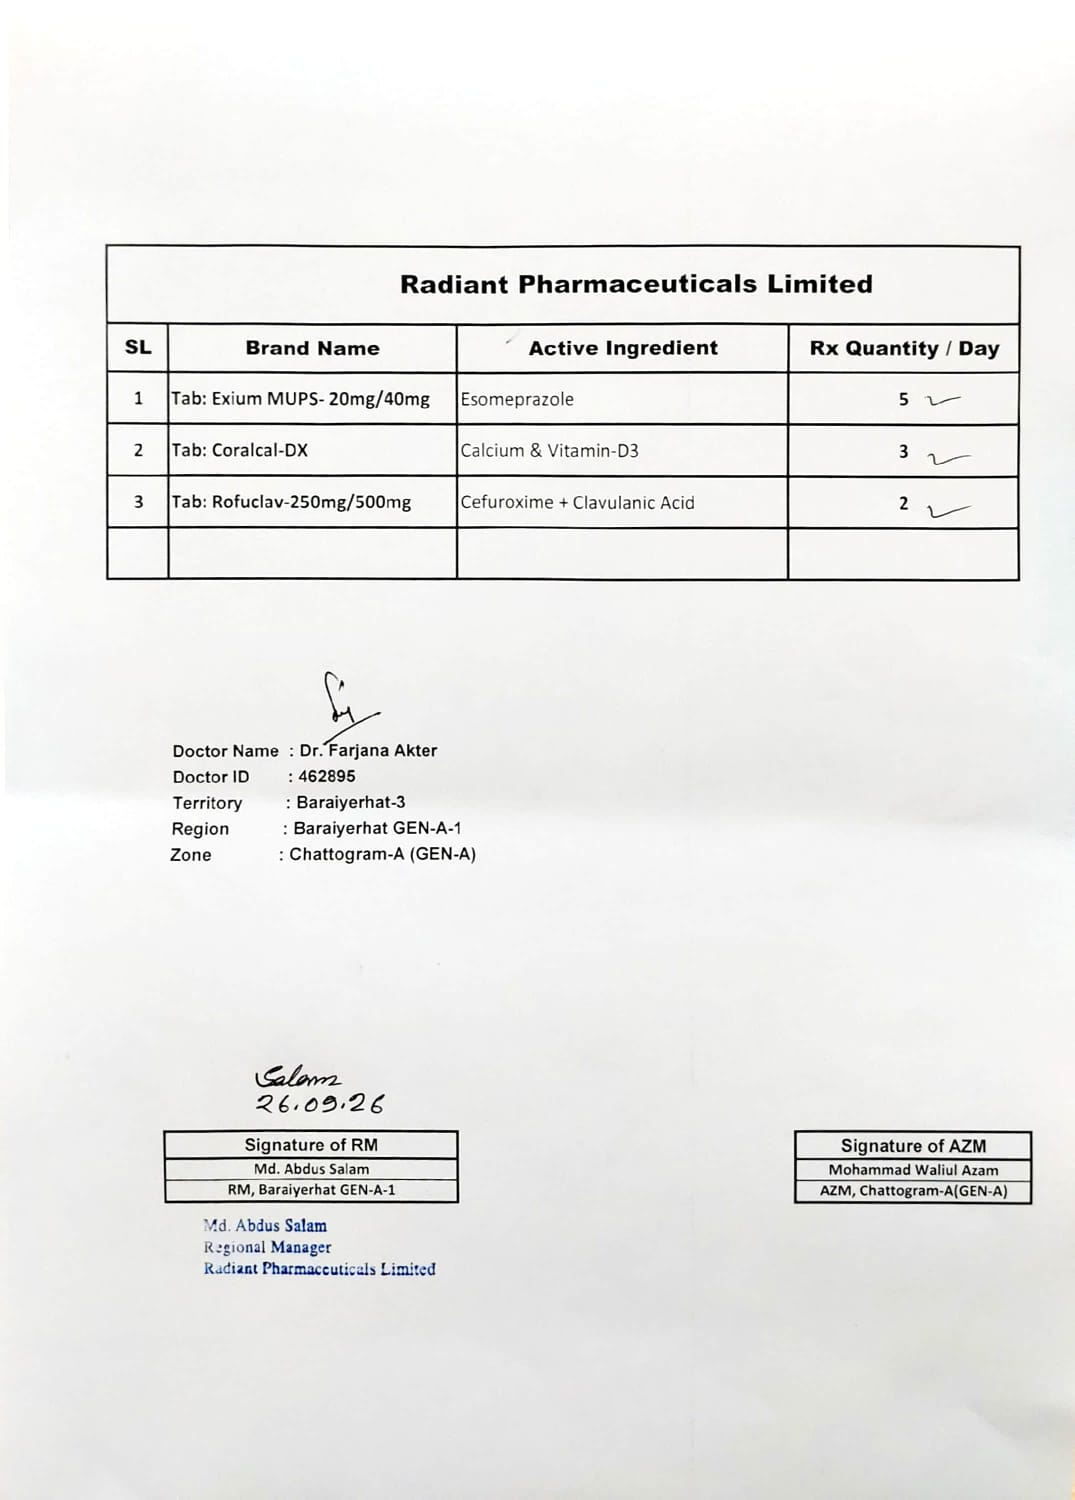 Radiant Pharmaceuticals Limited
SL Brand Name Active Ingredient Rx Quantity / Day
1 Tab: Exium MUPS- 20mg/40mg Esomeprazole 5
2 Tab: Coralcal-DX Calcium & Vitamin-D3 3
3 Tab: Rofuclav-250mg/500mg Cefuroxime + Clavulanic Acid 2
Doctor Name : Dr. Farjana Akter
Doctor ID : 462895
Territory : Baraiyerhat-3
Region : Baraiyerhat GEN-A-1
Zone : Chattogram-A (GEN-A)
Salam
26.09.26
Signature of RM
Md. Abdus Salam
RM, Baraiyerhat GEN-A-1
Signature of AZM
Mohammad Waliul Azam
AZM, Chattogram-A(GEN-A)
Md. Abdus Salam
Regional Manager
Radiant Pharmaceuticals Limited